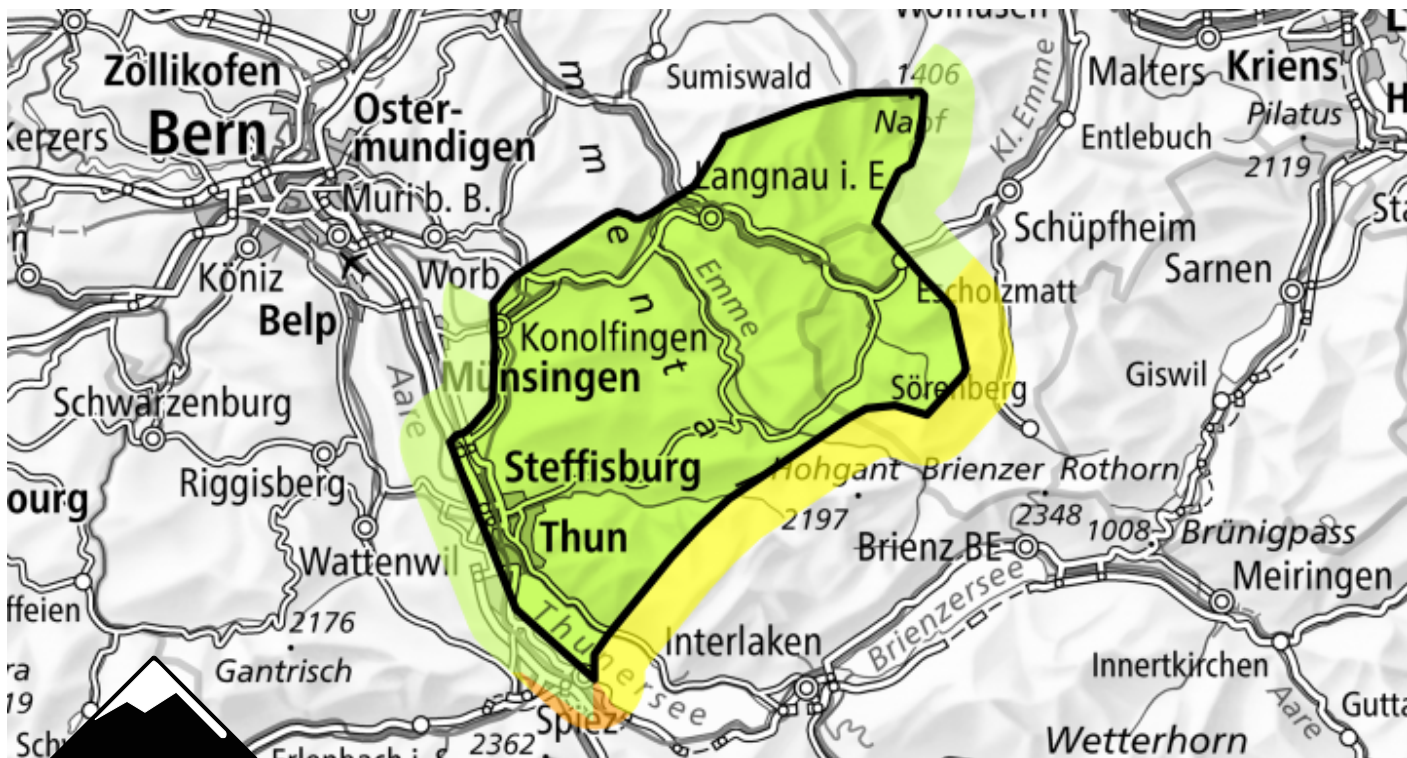 Wolhusen
Zollikofen
Sumiswald
1406
Malters
Kriens
Kl. Emme
Oster-
mundigen
Kerzers
Bern
Napf
Entlebuch
Pilatus
2119
Langnau i. E.
Muri b. B.
Schüpfheim
Sarnen
Köniz
Worb
Emme
Escholzmatt
Belp
Konolfingen
Münsingen
Aare
Sörenberg
Giswil
Schwarzenburg
Steffisburg
Hohgant
2197
Brienzer Rothorn
2348
1008
Brünigpass
Riggisberg
Thun
Brienz BE
Wattenwil
Meiringen
2176
Gantrisch
Thunersee
Interlaken
Brienzersee
Innertkirchen
Spiez
Aare
2362
Wetterhorn